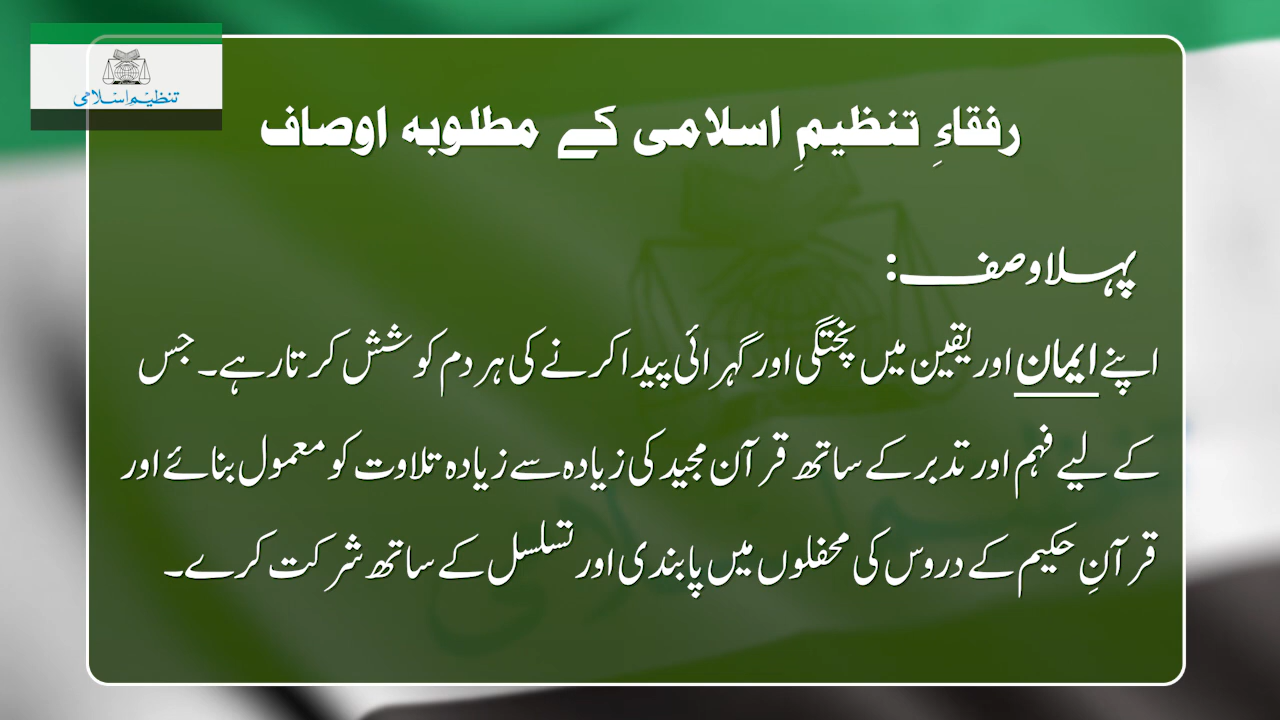 تنظیمِ اسلامی
رفقاءِ تنظیمِ اسلامی کے مطلوبہ اوصاف
پہلا وصف:
اپنے ایمان اور یقین میں پختگی اور گہرائی پیدا کرنے کی ہر دم کوشش کرتا رہے۔ جس
کے لیے فہم اور تدبر کے ساتھ قرآن مجید کی زیادہ سے زیادہ تلاوت کو معمول بنائے اور
قرآنِ حکیم کے دروس کی محفلوں میں پابندی اور تسلسل کے ساتھ شرکت کرے۔